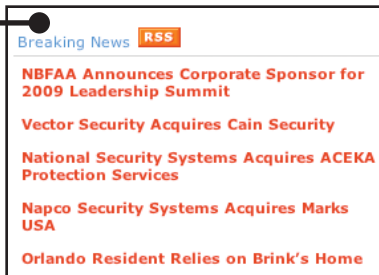 Breaking News RSS
NBFAA Announces Corporate Sponsor for
2009 Leadership Summit
Vector Security Acquires Cain Security
National Security Systems Acquires ACEKA
Protection Services
Napco Security Systems Acquires Marks
USA
Orlando Resident Relies on Brink's Home